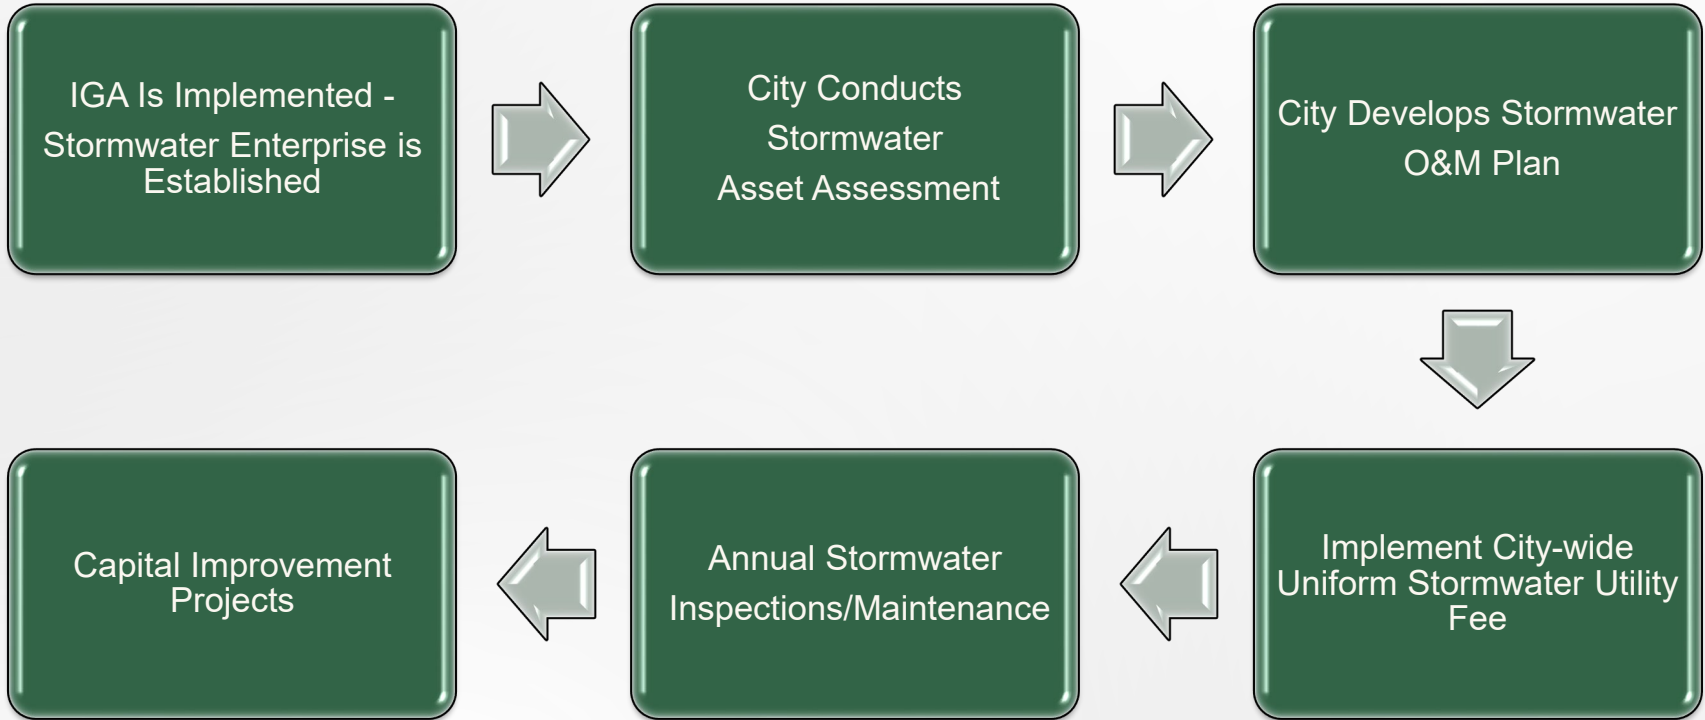 IGA Is Implemented -
Stormwater Enterprise is
Established
City Conducts
Stormwater
Asset Assessment
City Develops Stormwater
O&M Plan
Implement City-wide
Uniform Stormwater Utility
Fee
Annual Stormwater
Inspections/Maintenance
Capital Improvement
Projects